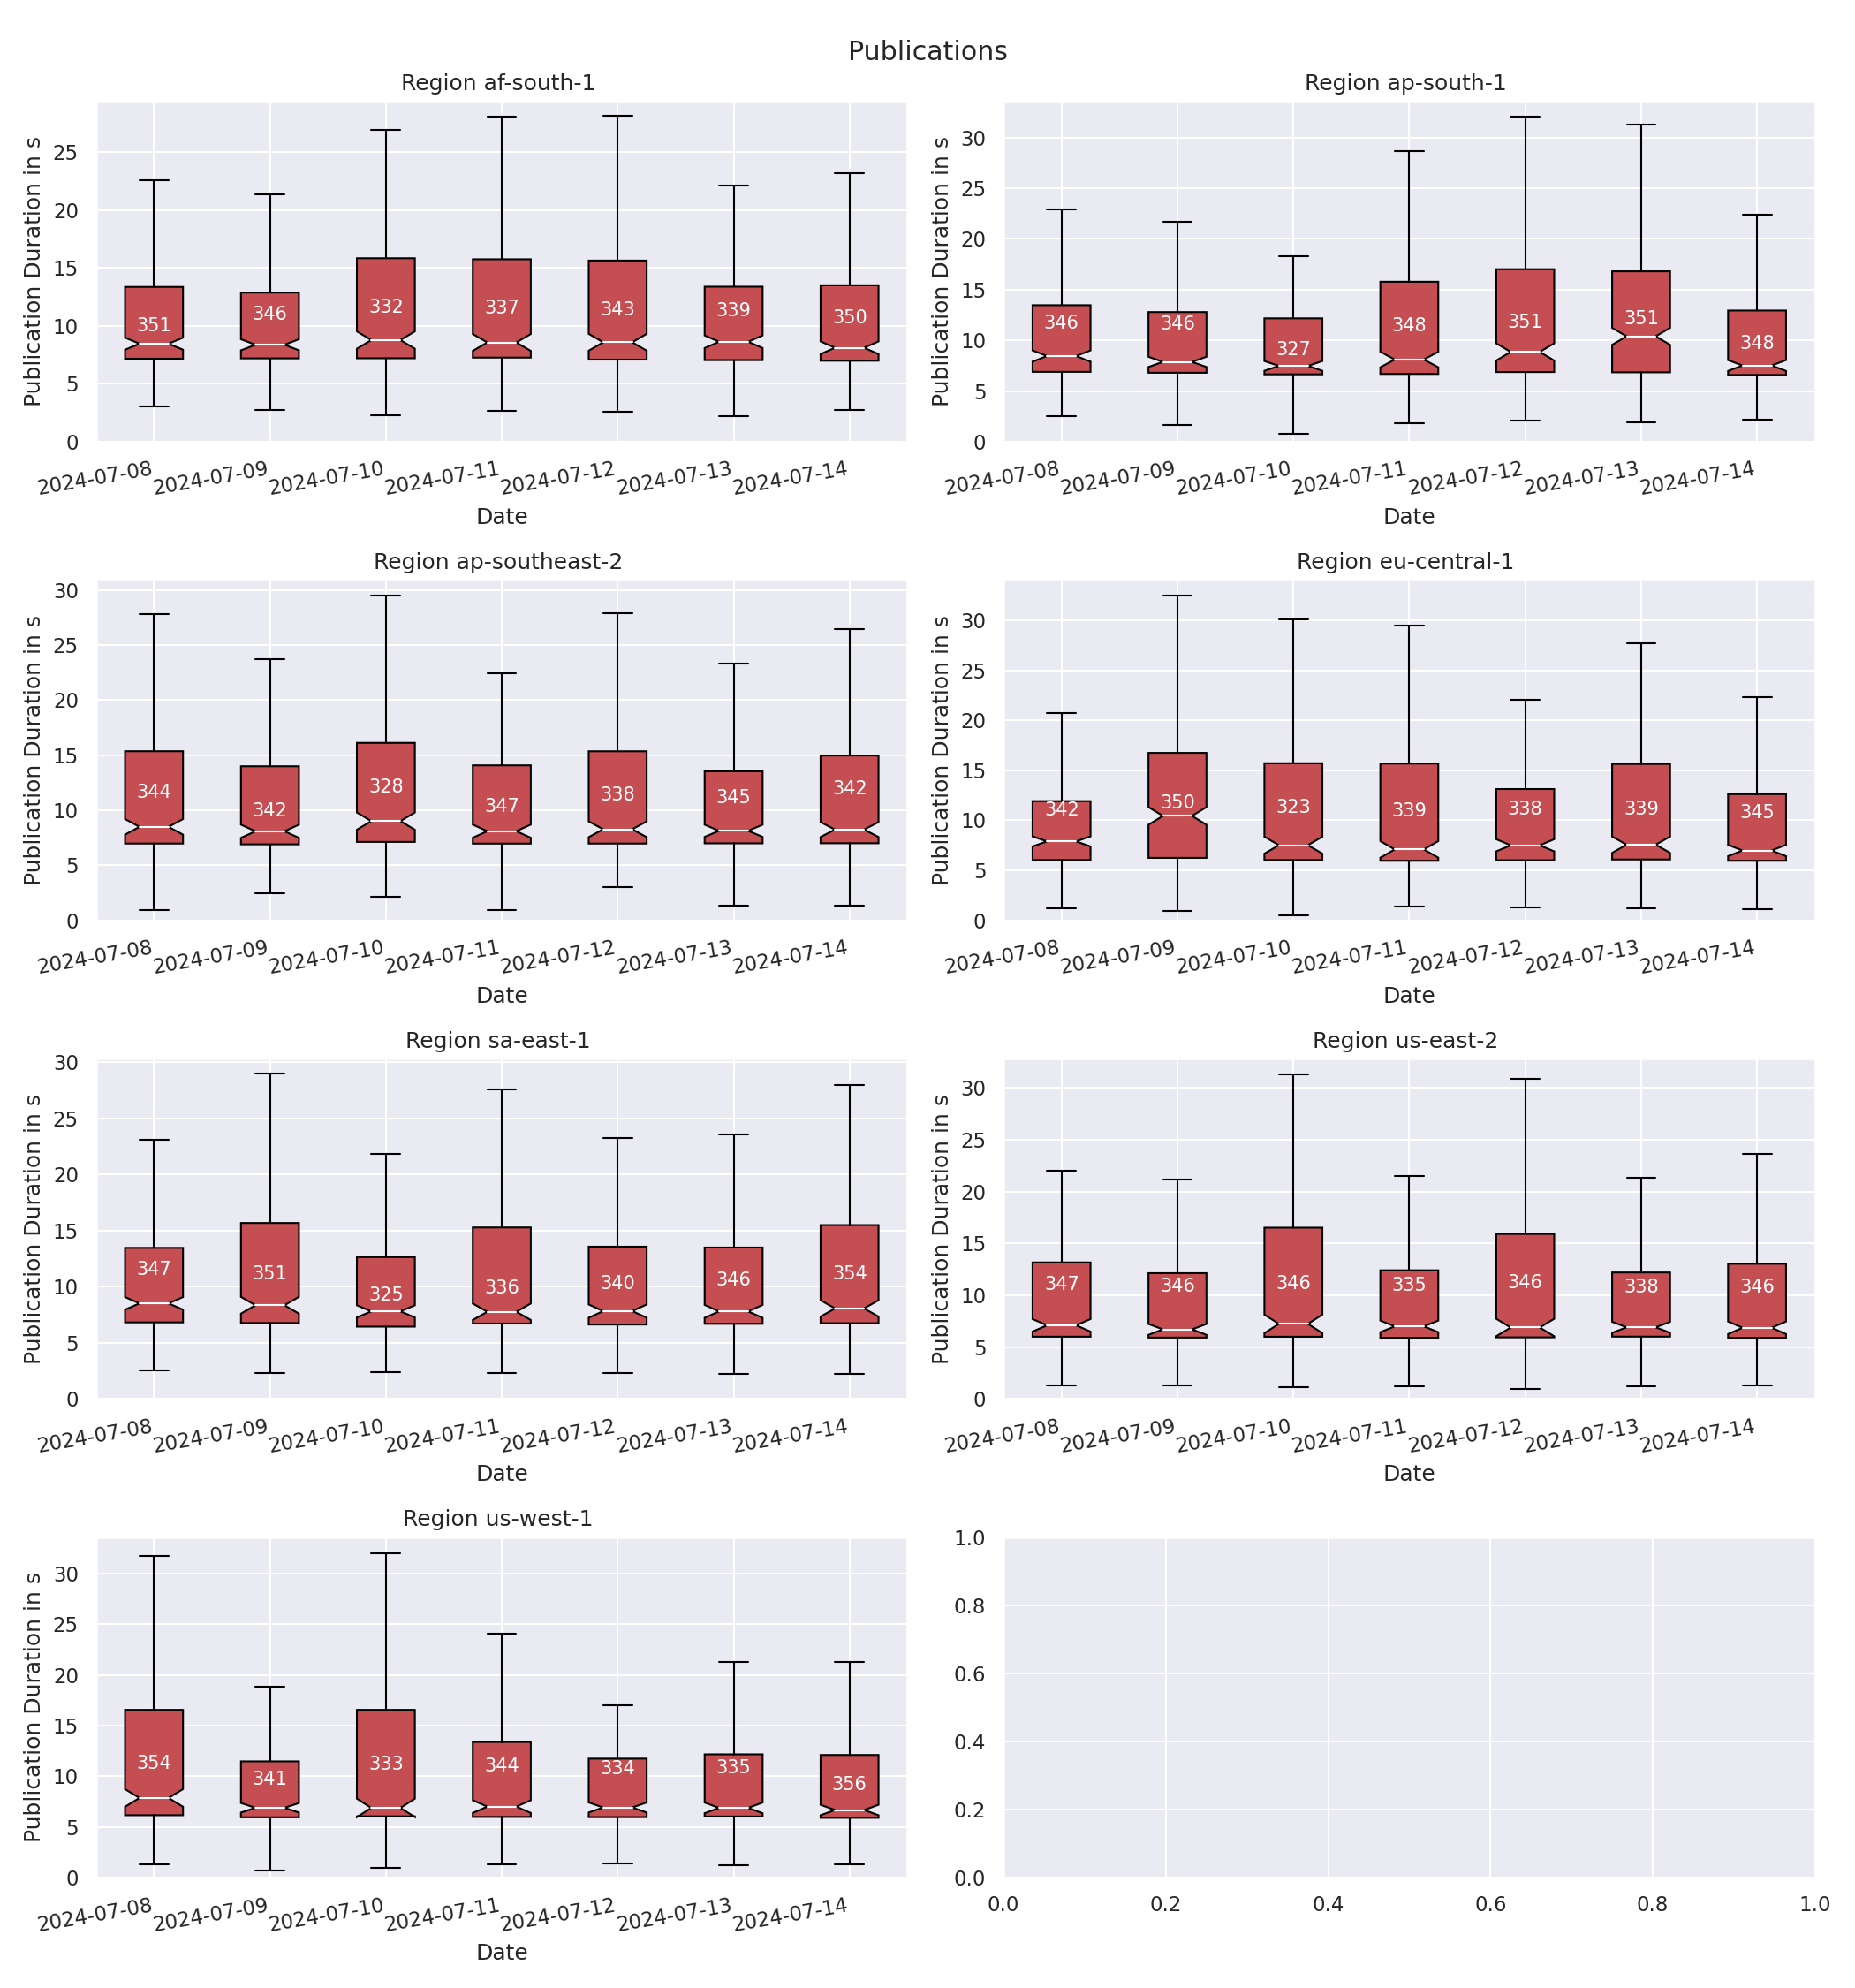 Publications
Region af-south-1
Publication Duration in s
25
20
15
10
5
0
351 346 332 337 343 339 350
2024-07-08 2024-07-09 2024-07-10 2024-07-11 2024-07-12 2024-07-13 2024-07-14
Date
Region ap-south-1
Publication Duration in s
30
25
20
15
10
5
0
346 346 327 348 351 351 348
2024-07-08 2024-07-09 2024-07-10 2024-07-11 2024-07-12 2024-07-13 2024-07-14
Date
Region ap-southeast-2
Publication Duration in s
30
25
20
15
10
5
0
344 342 328 347 338 345 342
2024-07-08 2024-07-09 2024-07-10 2024-07-11 2024-07-12 2024-07-13 2024-07-14
Date
Region eu-central-1
Publication Duration in s
30
25
20
15
10
5
0
342 350 323 339 338 339 345
2024-07-08 2024-07-09 2024-07-10 2024-07-11 2024-07-12 2024-07-13 2024-07-14
Date
Region sa-east-1
Publication Duration in s
30
25
20
15
10
5
0
347 351 325 336 340 346 354
2024-07-08 2024-07-09 2024-07-10 2024-07-11 2024-07-12 2024-07-13 2024-07-14
Date
Region us-east-2
Publication Duration in s
30
25
20
15
10
5
0
347 346 346 335 346 338 346
2024-07-08 2024-07-09 2024-07-10 2024-07-11 2024-07-12 2024-07-13 2024-07-14
Date
Region us-west-1
Publication Duration in s
30
25
20
15
10
5
0
354 341 333 344 334 335 356
2024-07-08 2024-07-09 2024-07-10 2024-07-11 2024-07-12 2024-07-13 2024-07-14
Date
1.0
0.8
0.6
0.4
0.2
0.0
0.0 0.2 0.4 0.6 0.8 1.0